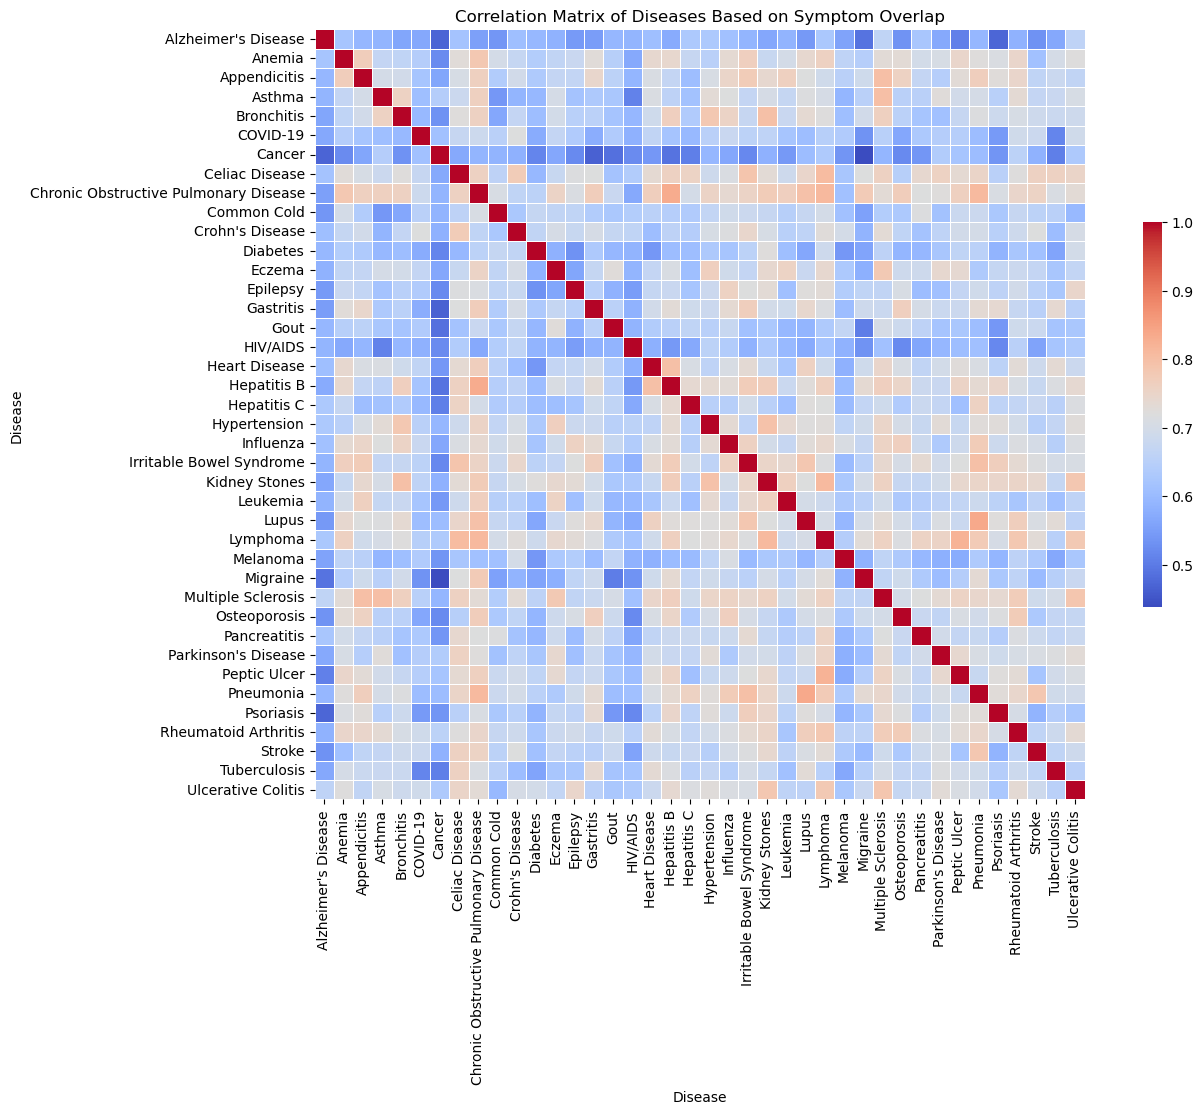 Correlation Matrix of Diseases Based on Symptom Overlap
Alzheimer's Disease
Anemia
Appendicitis
Asthma
Bronchitis
COVID-19
Cancer
Celiac Disease
Chronic Obstructive Pulmonary Disease
Common Cold
Crohn's Disease
Diabetes
Eczema
Epilepsy
Gastritis
Gout
HIV/AIDS
Heart Disease
Hepatitis B
Hepatitis C
Hypertension
Influenza
Irritable Bowel Syndrome
Kidney Stones
Leukemia
Lupus
Lymphoma
Melanoma
Migraine
Multiple Sclerosis
Osteoporosis
Pancreatitis
Parkinson's Disease
Peptic Ulcer
Pneumonia
Psoriasis
Rheumatoid Arthritis
Stroke
Tuberculosis
Ulcerative Colitis
Disease
Alzheimer's Disease
Anemia
Appendicitis
Asthma
Bronchitis
COVID-19
Cancer
Celiac Disease
Chronic Obstructive Pulmonary Disease
Common Cold
Crohn's Disease
Diabetes
Eczema
Epilepsy
Gastritis
Gout
HIV/AIDS
Heart Disease
Hepatitis B
Hepatitis C
Hypertension
Influenza
Irritable Bowel Syndrome
Kidney Stones
Leukemia
Lupus
Lymphoma
Melanoma
Migraine
Multiple Sclerosis
Osteoporosis
Pancreatitis
Parkinson's Disease
Peptic Ulcer
Pneumonia
Psoriasis
Rheumatoid Arthritis
Stroke
Tuberculosis
Ulcerative Colitis
Disease
1.0
0.9
0.8
0.7
0.6
0.5